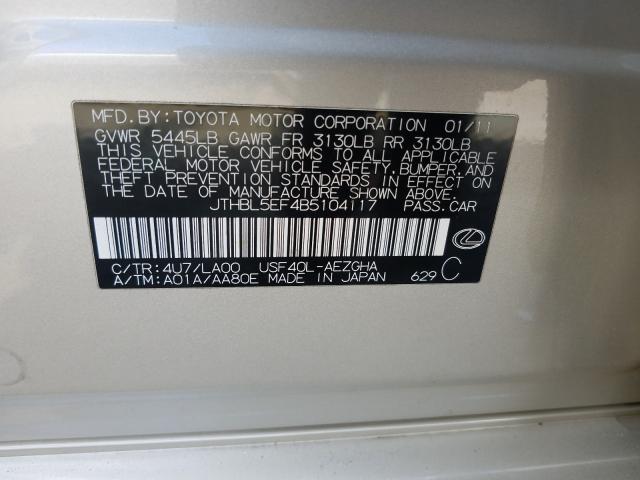 MFD.BY:TOYOTA MOTOR CORPORATION 01/11
GVWR 5445LB GAWR FR 3130LB RR 3130LB
THIS VEHICLE CONFORMS TO ALL APPLICABLE
FEDERAL MOTOR VEHICLE SAFETY,BUMPER,AND
THEFT PREVENTION STANDARDS IN EFFECT ON
THE DATE OF MANUFACTURE SHOWN ABOVE.
JTHBL5EF4B5104117 PASS.CAR
C/TR:4U7/LA00 USF40L-AEZGHA
A/TM:A01A/AA80E MADE IN JAPAN 629 C